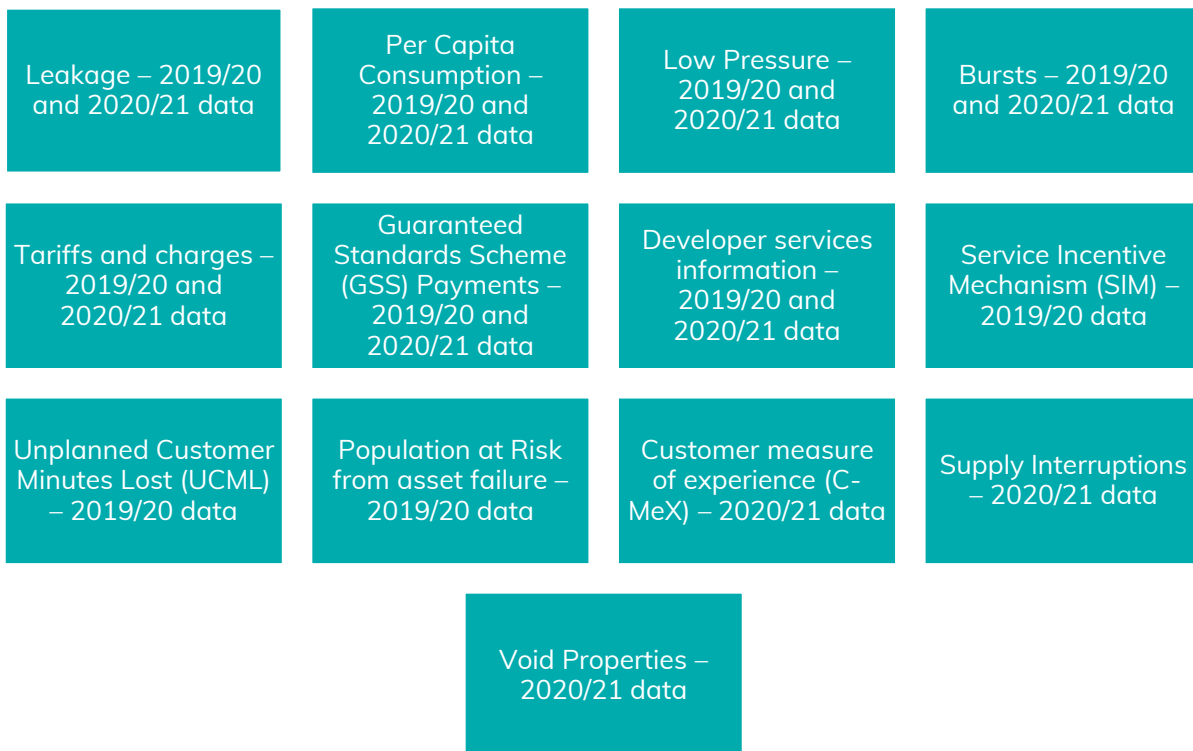 Leakage – 2019/20
and 2020/21 data
Per Capita
Consumption –
2019/20 and
2020/21 data
Low Pressure –
2019/20 and
2020/21 data
Bursts – 2019/20
and 2020/21 data
Tariffs and charges –
2019/20 and
2020/21 data
Guaranteed
Standards Scheme
(GSS) Payments –
2019/20 and
2020/21 data
Developer services
information –
2019/20 and
2020/21 data
Service Incentive
Mechanism (SIM) –
2019/20 data
Unplanned Customer
Minutes Lost (UCML)
– 2019/20 data
Population at Risk
from asset failure –
2019/20 data
Customer measure
of experience (C-
MeX) – 2020/21 data
Supply Interruptions
– 2020/21 data
Void Properties –
2020/21 data